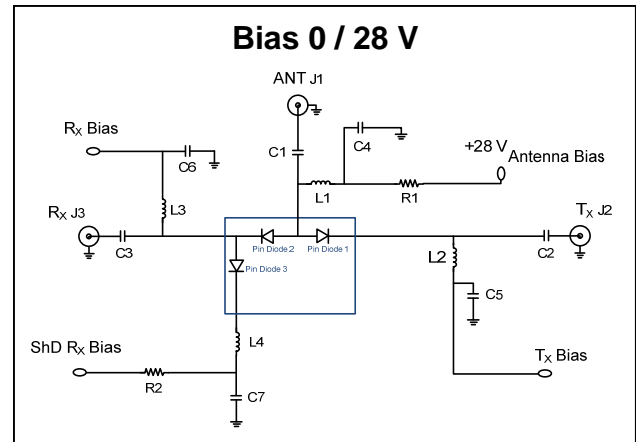 Bias 0 / 28 V
ANT J1
RX Bias
C6
C1
C4
+28 V
Antenna Bias
L1
R1
RX J3
L3
TX J2
C3
Pin Diode 2
Pin Diode 1
L2
C2
Pin Diode 3
C5
ShD RX Bias
L4
TX Bias
R2
C7